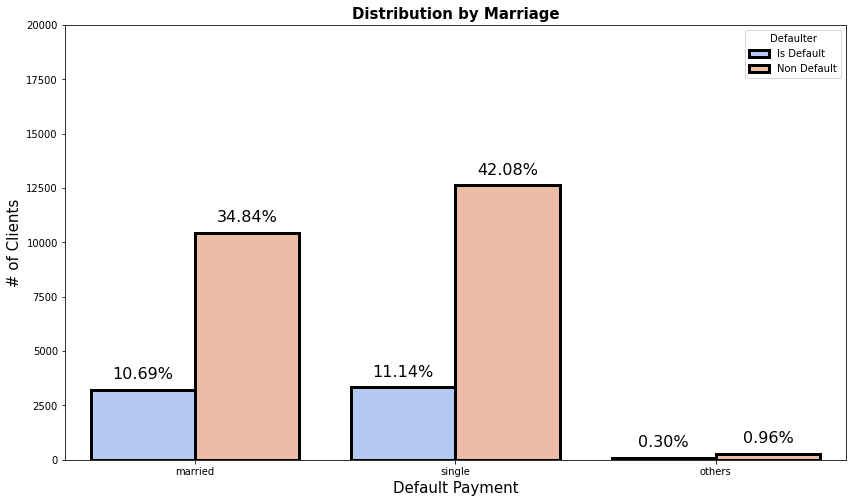 Distribution by Marriage
20000
17500
15000
12500
10000
7500
5000
2500
0
# of Clients
Defaulter
Is Default
Non Default
10.69%
34.84%
11.14%
42.08%
0.30%
0.96%
married
single
others
Default Payment